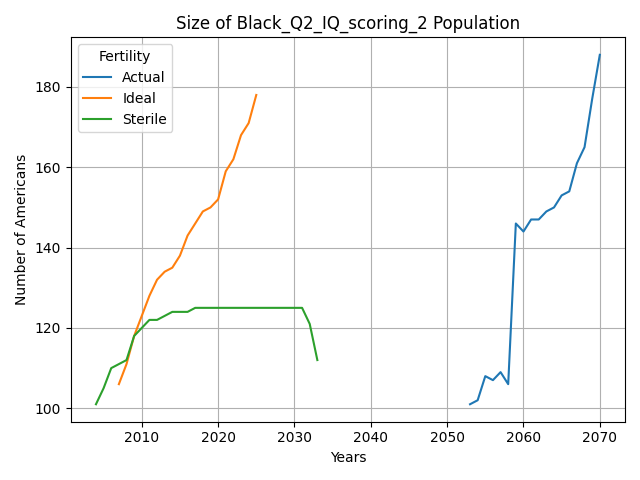 Size of Black_Q2_IQ_scoring_2 Population
Fertility
Actual
Ideal
Sterile
Number of Americans
180
160
140
120
100
2010 2020 2030 2040 2050 2060 2070
Years